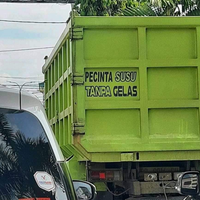 PECINTA SUSU
TANPA GELAS